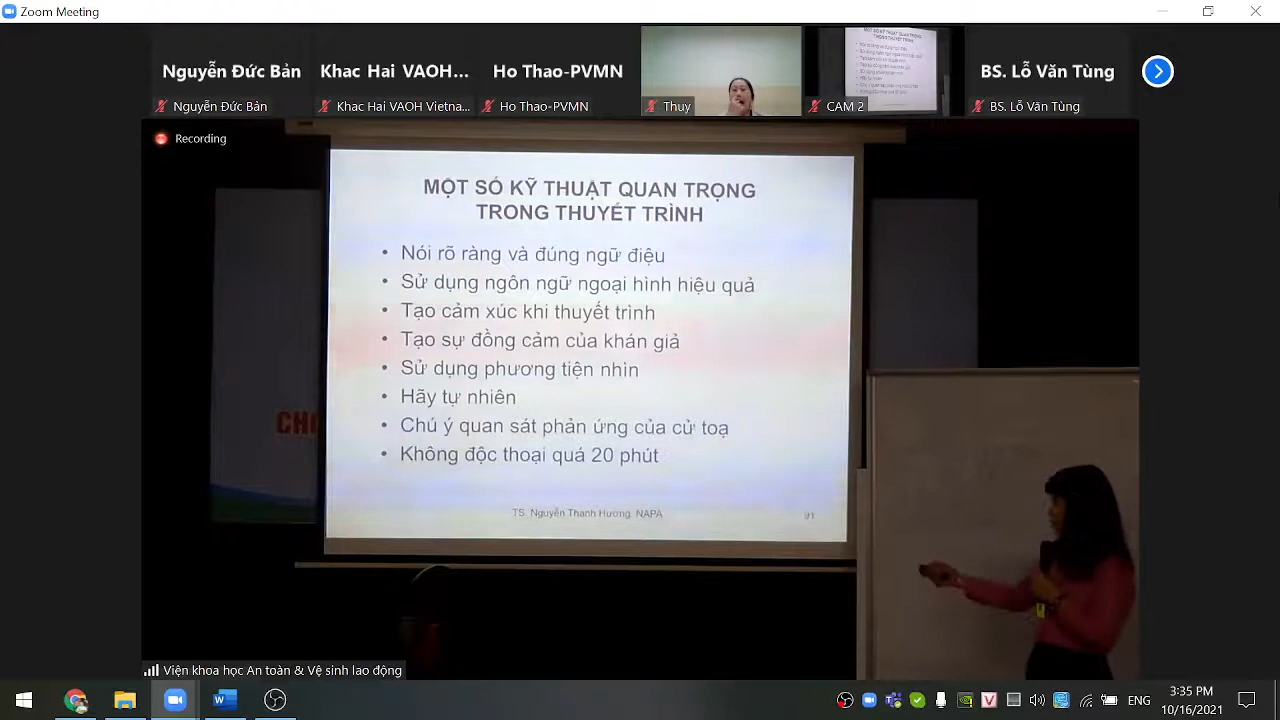 Zoom Meeting
Nguyễn Đức Bản
Khac Hai VAOH...
Ho Thao-PVMN
BS. Lỗ Văn Tùng
Nguyễn Đức Bản
Khac Hai VAOH Vietna...
Ho Thao-PVMN
Thuy
CAM 2
BS. Lỗ Văn Tùng
Recording
MỘT SỐ KỸ THUẬT QUAN TRỌNG
TRONG THUYẾT TRÌNH
• Nói rõ ràng và đúng ngữ điệu
• Sử dụng ngôn ngữ ngoại hình hiệu quả
• Tạo cảm xúc khi thuyết trình
• Tạo sự đồng cảm của khán giả
• Sử dụng phương tiện nhìn
• Hãy tự nhiên
• Chú ý quan sát phản ứng của cử toạ
• Không độc thoại quá 20 phút
TS. Nguyễn Thanh Hương. NAPA
91
Viện khoa học An toàn & Vệ sinh lao động
ENG
3:35 PM
10/16/2021